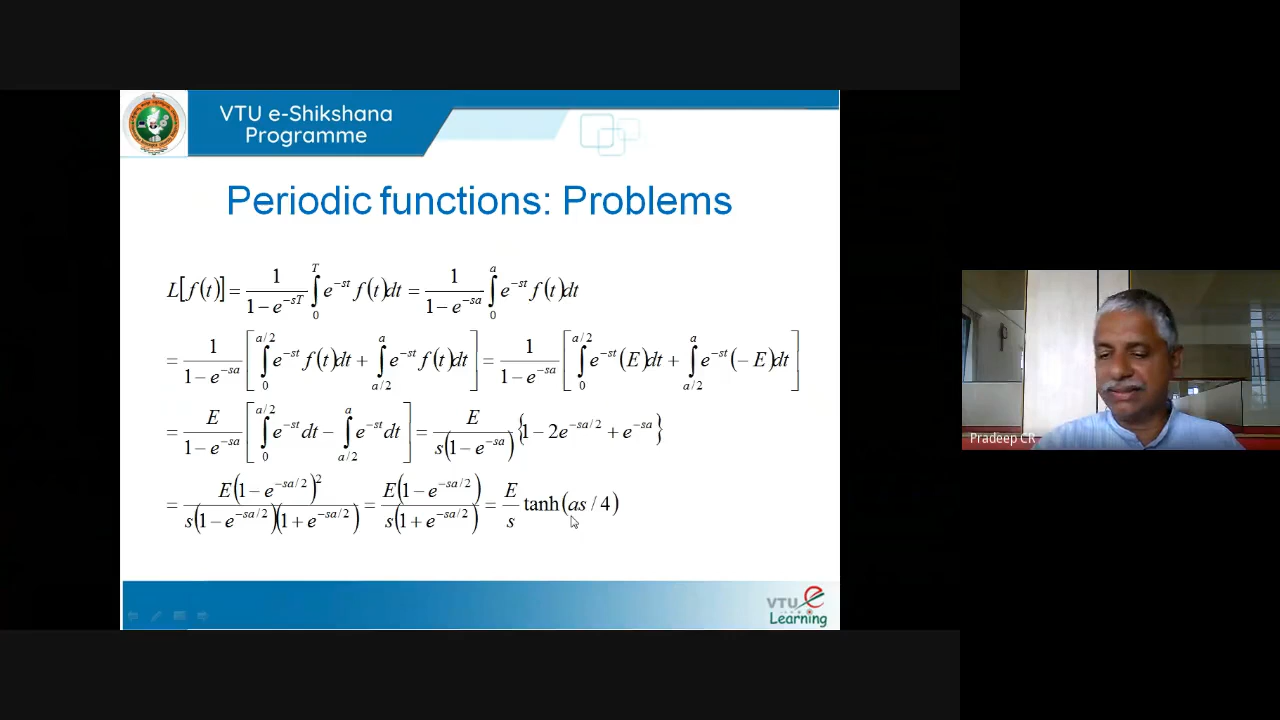 VTU e-Shikshana
Programme
Periodic functions: Problems
L[f(t)] = 1/(1 − e^{−sT}) ∫_0^T e^{−st} f(t)dt = 1/(1 − e^{−sa}) ∫_0^a e^{−st} f(t)dt
= 1/(1 − e^{−sa}) [∫_0^{a/2} e^{−st} f(t)dt + ∫_{a/2}^a e^{−st} f(t)dt] = 1/(1 − e^{−sa}) [∫_0^{a/2} e^{−st}(E)dt + ∫_{a/2}^a e^{−st}(−E)dt]
= E/(1 − e^{−sa}) [∫_0^{a/2} e^{−st} dt − ∫_{a/2}^a e^{−st} dt] = E/(s(1 − e^{−sa})) {1 − 2e^{−sa/2} + e^{−sa}}
= E(1 − e^{−sa/2})^2/(s(1 − e^{−sa/2})(1 + e^{−sa/2})) = E(1 − e^{−sa/2})/(s(1 + e^{−sa/2})) = E/s tanh(as / 4)
Pradeep CR
VTU e
Learning